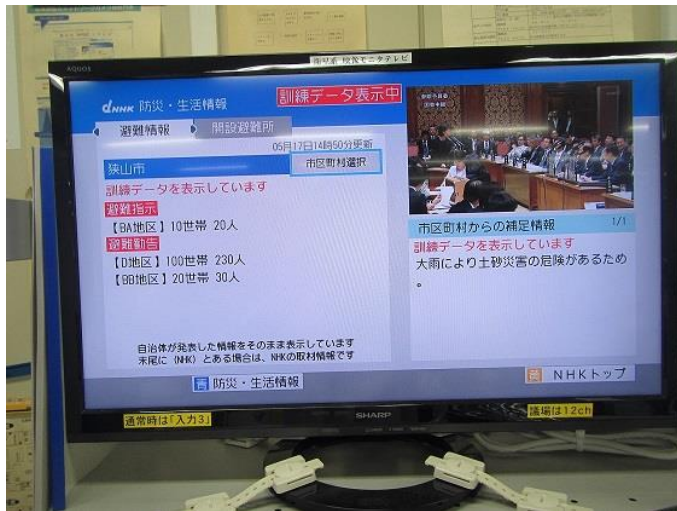 AQUOS
dNHK 防災・生活情報
訓練データ表示中
避難情報
開設避難所
05月17日14時50分更新
狭山市
市区町村選択
訓練データを表示しています
避難指示
【BA地区】10世帯 20人
避難勧告
【D地区】100世帯 230人
【BB地区】20世帯 30人
自治体が発表した情報をそのまま表示しています
末尾に(NHK)とある場合は、NHKの取材情報です
市区町村からの補足情報
1/1
訓練データを表示しています
大雨により土砂災害の危険があるため
。
青 防災・生活情報
黄 NHKトップ
通常時は「入力3」
SHARP
議場は12ch